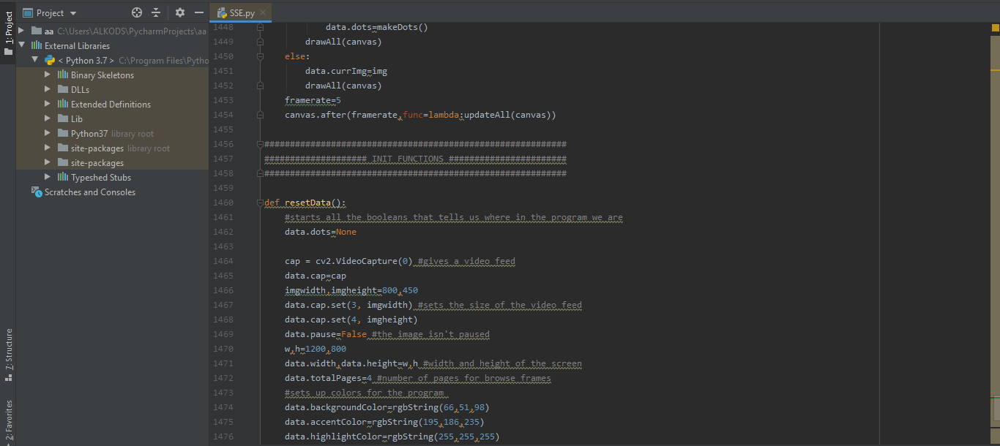 Project
SSE.py
1: Project
7: Structure
2: Favorites
aa C:\Users\ALKODS\PycharmProjects\aa
External Libraries
< Python 3.7 > C:\Program Files\Pytho
Binary Skeletons
DLLs
Extended Definitions
Lib
Python37 library root
site-packages library root
site-packages
Typeshed Stubs
Scratches and Consoles
1448 data.dots=makeDots()
1449 drawAll(canvas)
1450 else:
1451 data.currImg=img
1452 drawAll(canvas)
1453 framerate=5
1454 canvas.after(framerate,func=lambda:updateAll(canvas))
1455
1456 ###########################################################
1457 #################### INIT FUNCTIONS #######################
1458 ###########################################################
1459
1460 def resetData():
1461 #starts all the booleans that tells us where in the program we are
1462 data.dots=None
1463
1464 cap = cv2.VideoCapture(0) #gives a video feed
1465 data.cap=cap
1466 imgwidth,imgheight=800,450
1467 data.cap.set(3, imgwidth) #sets the size of the video feed
1468 data.cap.set(4, imgheight)
1469 data.pause=False #the image isn't paused
1470 w,h=1200,800
1471 data.width,data.height=w,h #width and height of the screen
1472 data.totalPages=4 #number of pages for browse frames
1473 #sets up colors for the program
1474 data.backgroundColor=rgbString(66,51,98)
1475 data.accentColor=rgbString(195,186,235)
1476 data.highlightColor=rgbString(255,255,255)